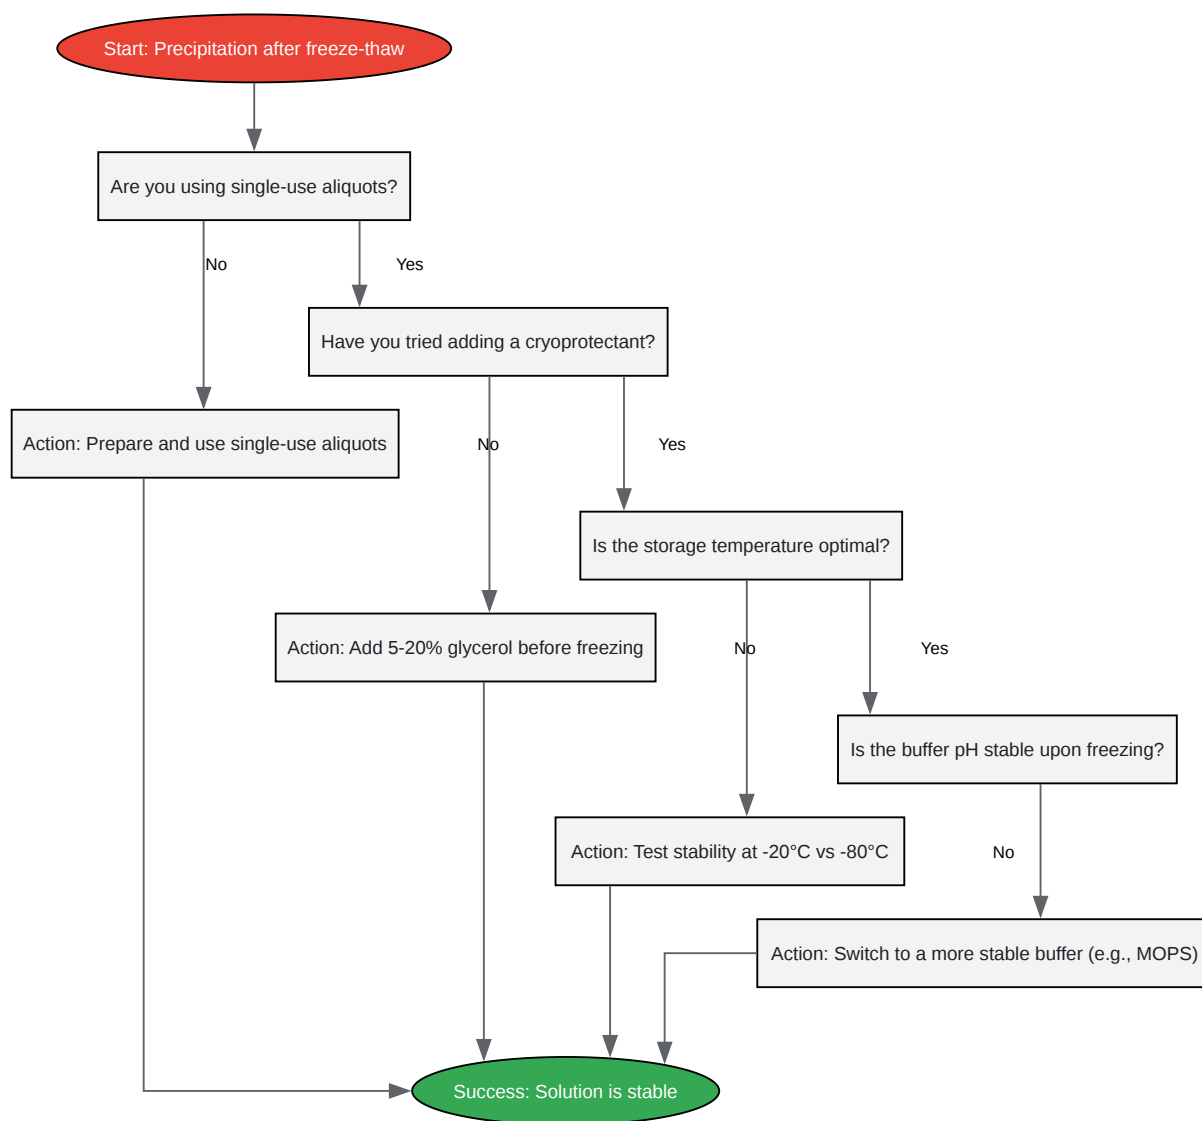 Start: Precipitation after freeze-thaw
Are you using single-use aliquots?
No
Yes
Have you tried adding a cryoprotectant?
Action: Prepare and use single-use aliquots
No
Yes
Is the storage temperature optimal?
Action: Add 5-20% glycerol before freezing
No
Yes
Is the buffer pH stable upon freezing?
Action: Test stability at -20°C vs -80°C
No
Action: Switch to a more stable buffer (e.g., MOPS)
Success: Solution is stable